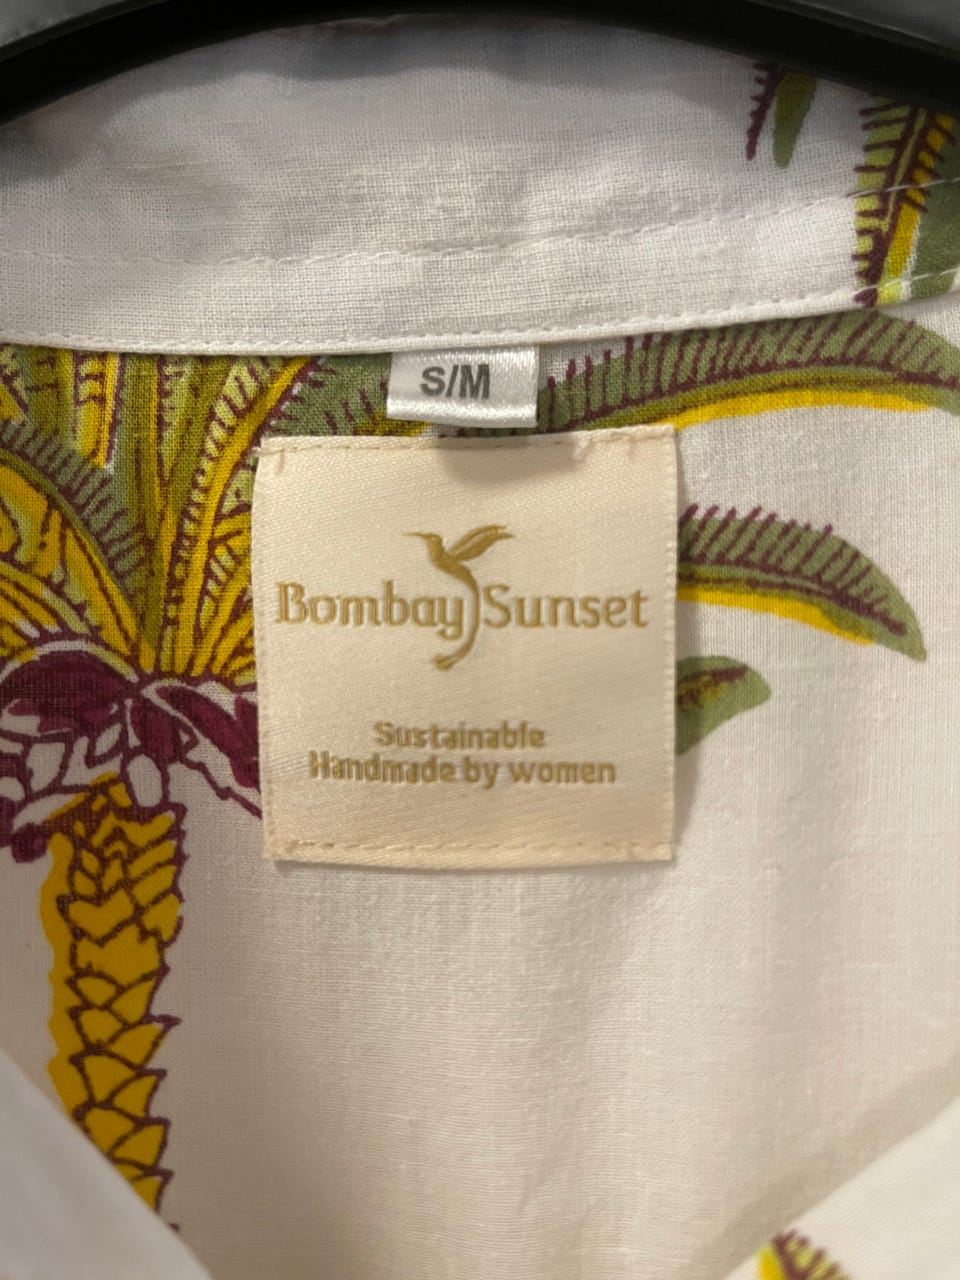 S/M
Bombay Sunset
Sustainable
Handmade by women